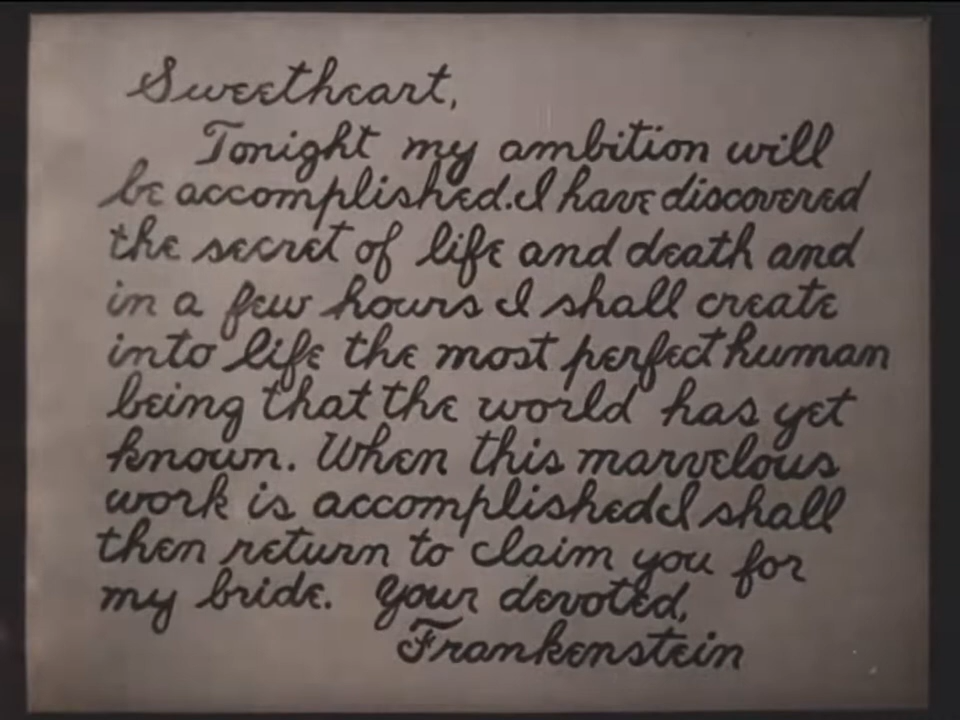 Sweetheart,
Tonight my ambition will
be accomplished. I have discovered
the secret of life and death and
in a few hours I shall create
into life the most perfect human
being that the world has yet
known. When this marvelous
work is accomplished I shall
then return to claim you for
my bride. Your devoted,
Frankenstein